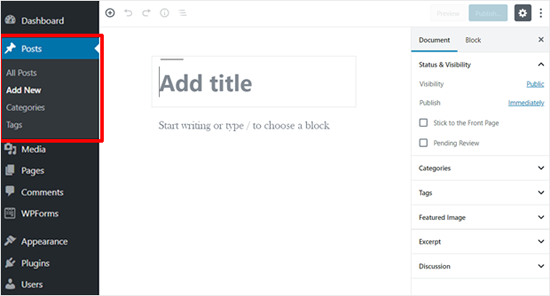 Dashboard
Posts
All Posts
Add New
Categories
Tags
Media
Pages
Comments
WPForms
Appearance
Plugins
Users
Preview
Publish...
Add title
Start writing or type / to choose a block
Document
Block
Status & Visibility
Visibility
Public
Publish
Immediately
Stick to the Front Page
Pending Review
Categories
Tags
Featured Image
Excerpt
Discussion